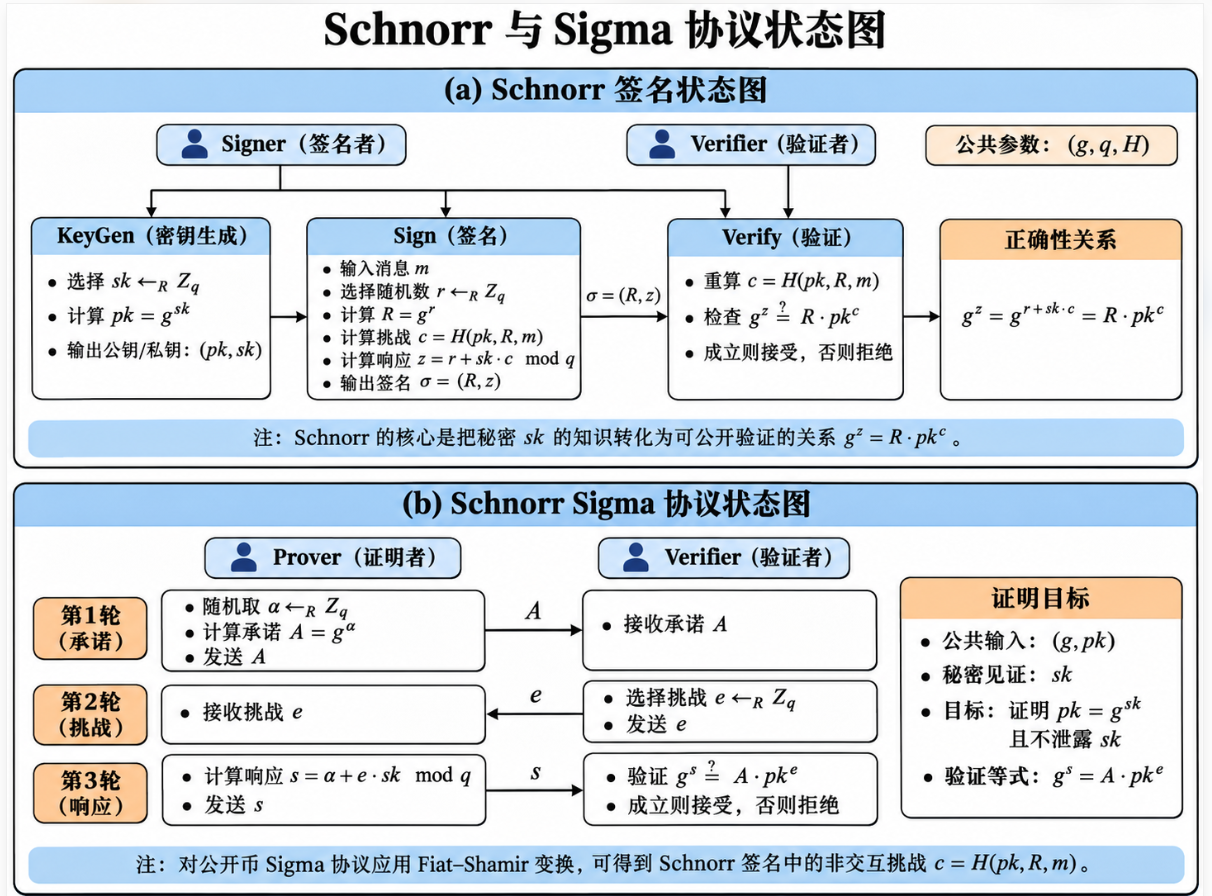 Schnorr 与 Sigma 协议状态图
(a) Schnorr 签名状态图
Signer（签名者）
Verifier（验证者）
公共参数： (g, q, H)
KeyGen（密钥生成）
• 选择 sk ←_R Z_q
• 计算 pk = g^{sk}
• 输出公钥/私钥：(pk, sk)
Sign（签名）
• 输入消息 m
• 选择随机数 r ←_R Z_q
• 计算 R = g^r
• 计算挑战 c = H(pk, R, m)
• 计算响应 z = r + sk · c mod q
• 输出签名 σ = (R, z)
σ = (R, z)
Verify（验证）
• 重算 c = H(pk, R, m)
• 检查 g^z ≟ R · pk^c
• 成立则接受，否则拒绝
正确性关系
g^z = g^{r + sk · c} = R · pk^c
注：Schnorr 的核心是把秘密 sk 的知识转化为可公开验证的关系 g^z = R · pk^c 。
(b) Schnorr Sigma 协议状态图
Prover（证明者）
Verifier（验证者）
第1轮
（承诺）
• 随机取 α ←_R Z_q
• 计算承诺 A = g^α
• 发送 A
A
• 接收承诺 A
第2轮
（挑战）
• 接收挑战 e
e
• 选择挑战 e ←_R Z_q
• 发送 e
第3轮
（响应）
• 计算响应 s = α + e · sk mod q
• 发送 s
s
• 验证 g^s ≟ A · pk^e
• 成立则接受，否则拒绝
证明目标
• 公共输入：(g, pk)
• 秘密见证：sk
• 目标：证明 pk = g^{sk}
且不泄露 sk
• 验证等式：g^s = A · pk^e
注：对公开币 Sigma 协议应用 Fiat–Shamir 变换，可得到 Schnorr 签名中的非交互挑战 c = H(pk, R, m)。